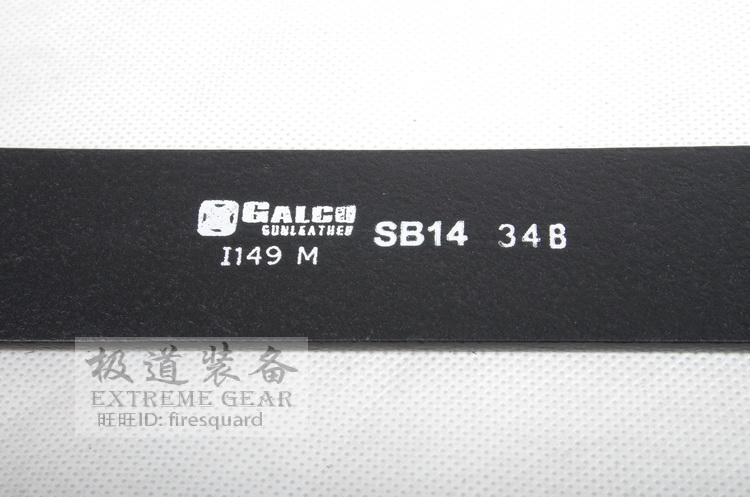 GALCO
GUNLEATHER
I149 M
SB14 34B
极道装备
EXTREME GEAR
旺旺ID: firesquard